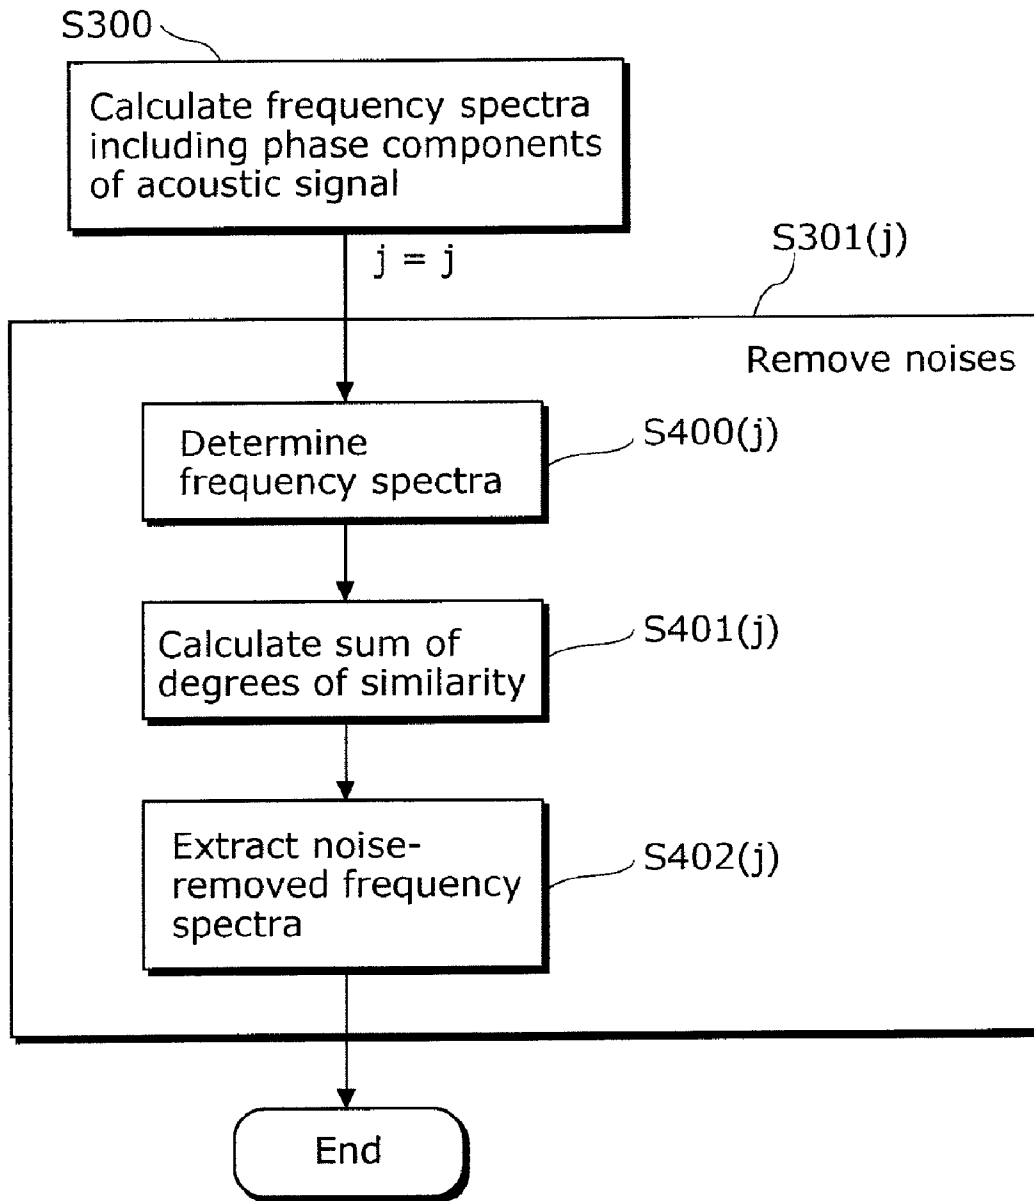 S300
Calculate frequency spectra
including phase components
of acoustic signal
j = j
S301(j)
Remove noises
Determine
frequency spectra
S400(j)
Calculate sum of
degrees of similarity
S401(j)
Extract noise-
removed frequency
spectra
S402(j)
End